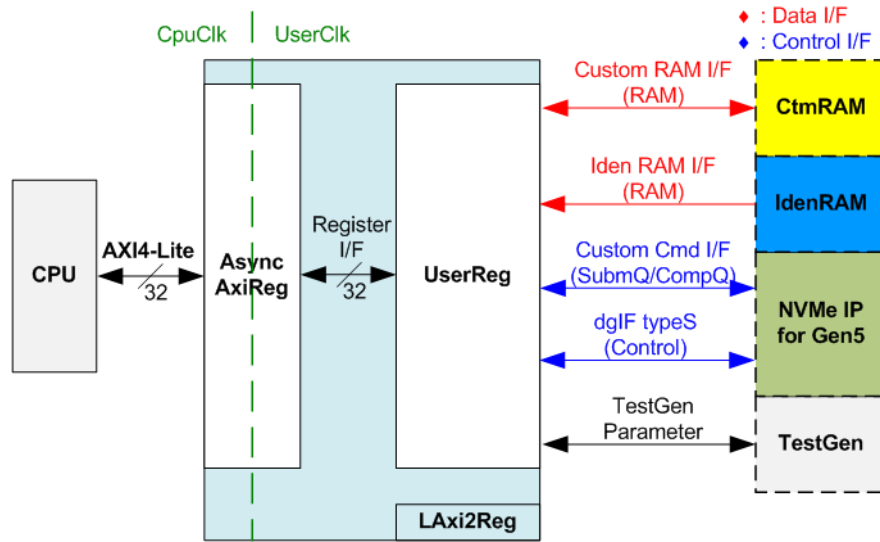 CpuClk
UserClk
♦ : Data I/F
♦ : Control I/F
CPU
AXI4-Lite
32
Async
AxiReg
Register
I/F
32
UserReg
LAxi2Reg
Custom RAM I/F
(RAM)
Iden RAM I/F
(RAM)
Custom Cmd I/F
(SubmQ/CompQ)
dgIF typeS
(Control)
TestGen
Parameter
CtmRAM
IdenRAM
NVMe IP
for Gen5
TestGen